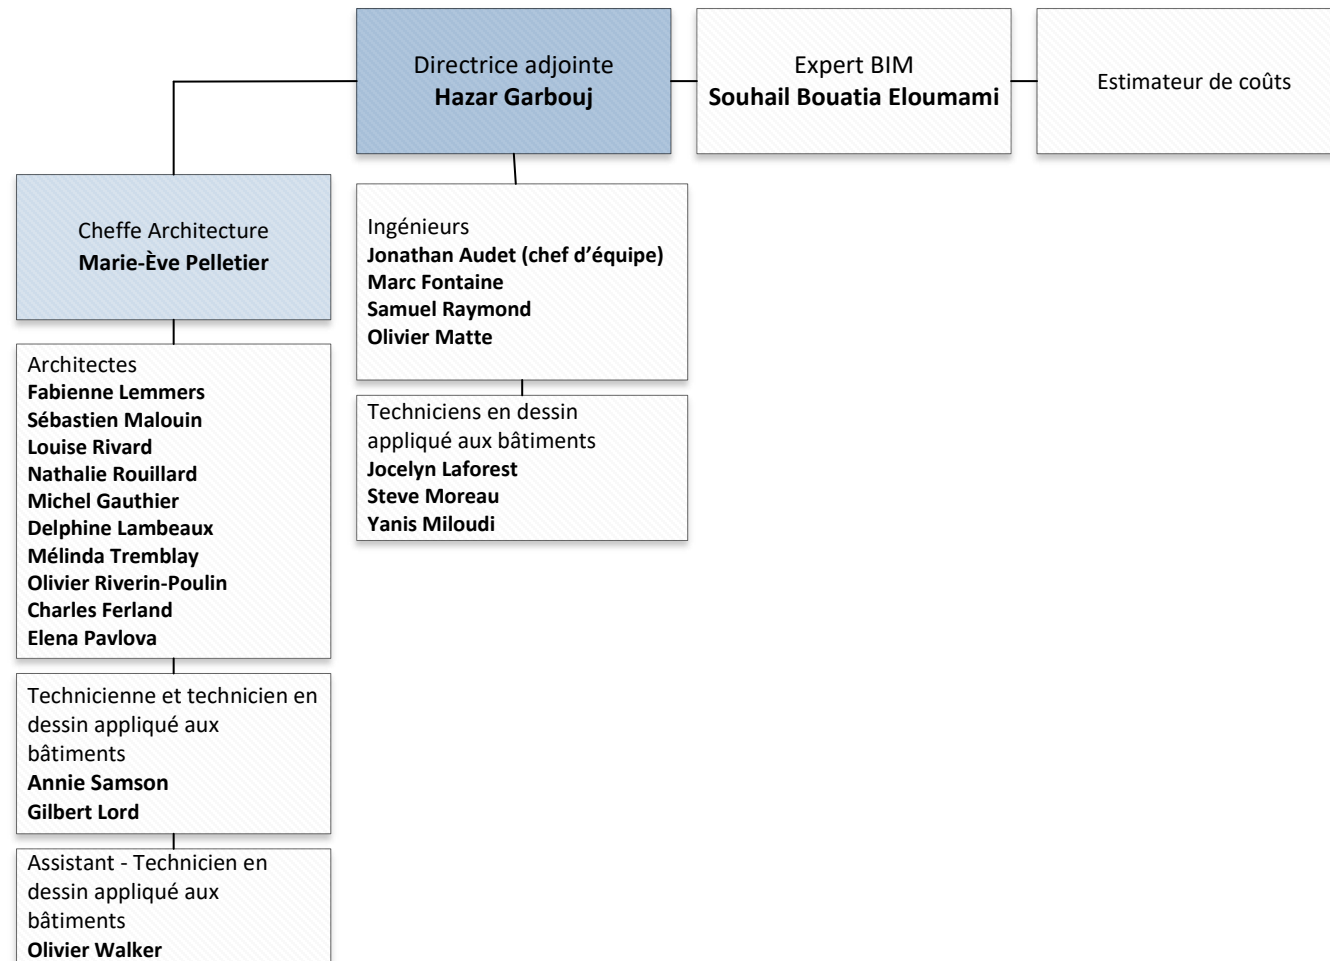 Directrice adjointe
Hazar Garbouj
Expert BIM
Souhail Bouatia Eloumami
Estimateur de coûts
Cheffe Architecture
Marie-Ève Pelletier
Ingénieurs
Jonathan Audet (chef d’équipe)
Marc Fontaine
Samuel Raymond
Olivier Matte
Techniciens en dessin
appliqué aux bâtiments
Jocelyn Laforest
Steve Moreau
Yanis Miloudi
Architectes
Fabienne Lemmers
Sébastien Malouin
Louise Rivard
Nathalie Rouillard
Michel Gauthier
Delphine Lambeaux
Mélinda Tremblay
Olivier Riverin-Poulin
Charles Ferland
Elena Pavlova
Technicienne et technicien en
dessin appliqué aux
bâtiments
Annie Samson
Gilbert Lord
Assistant - Technicien en
dessin appliqué aux
bâtiments
Olivier Walker